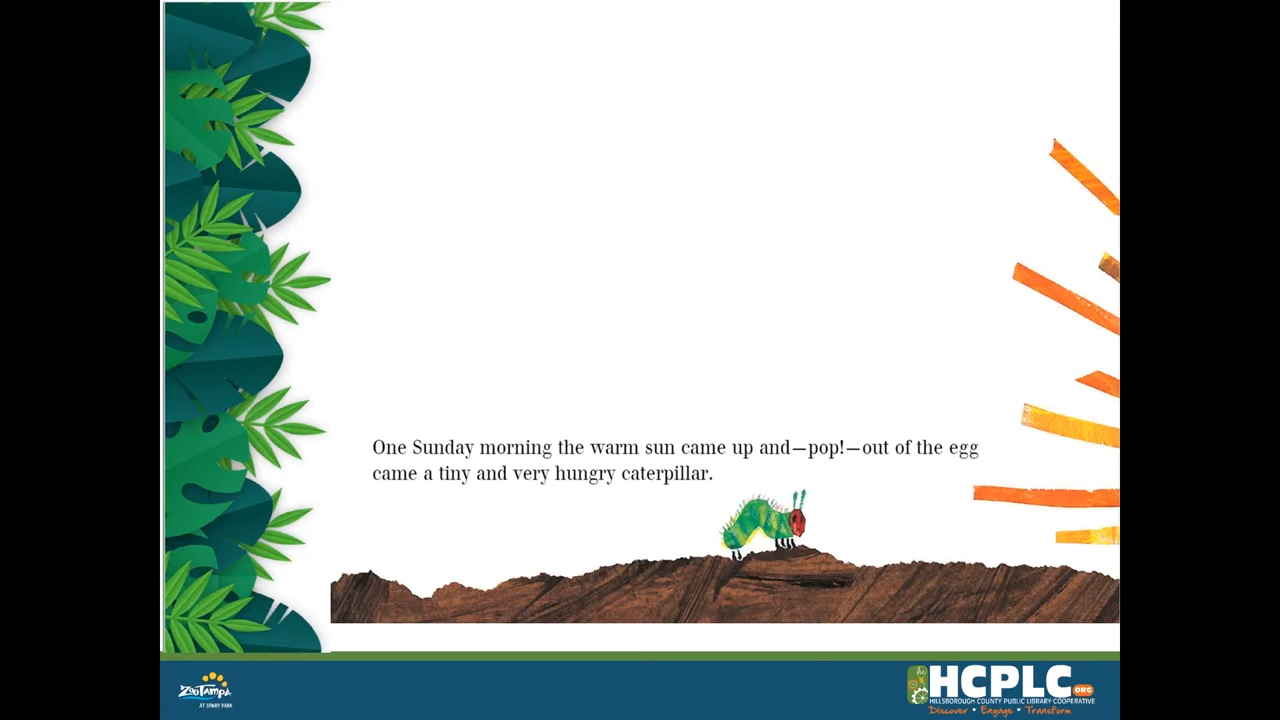 One Sunday morning the warm sun came up and—pop!—out of the egg
came a tiny and very hungry caterpillar.
ZooTampa
AT LOWRY PARK
hc
HCPLC.ORG
HILLSBOROUGH COUNTY PUBLIC LIBRARY COOPERATIVE
Discover • Engage • Transform